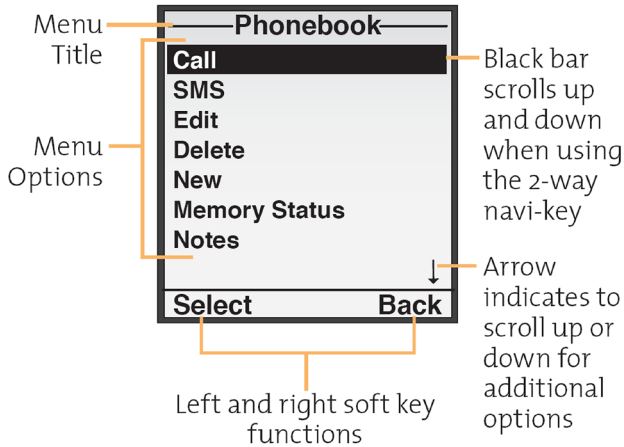 Menu
Title
Phonebook
Call
SMS
Edit
Delete
New
Memory Status
Notes
Select
Back
Menu
Options
Black bar
scrolls up
and down
when using
the 2-way
navi-key
Arrow
indicates to
scroll up or
down for
additional
options
Left and right soft key
functions